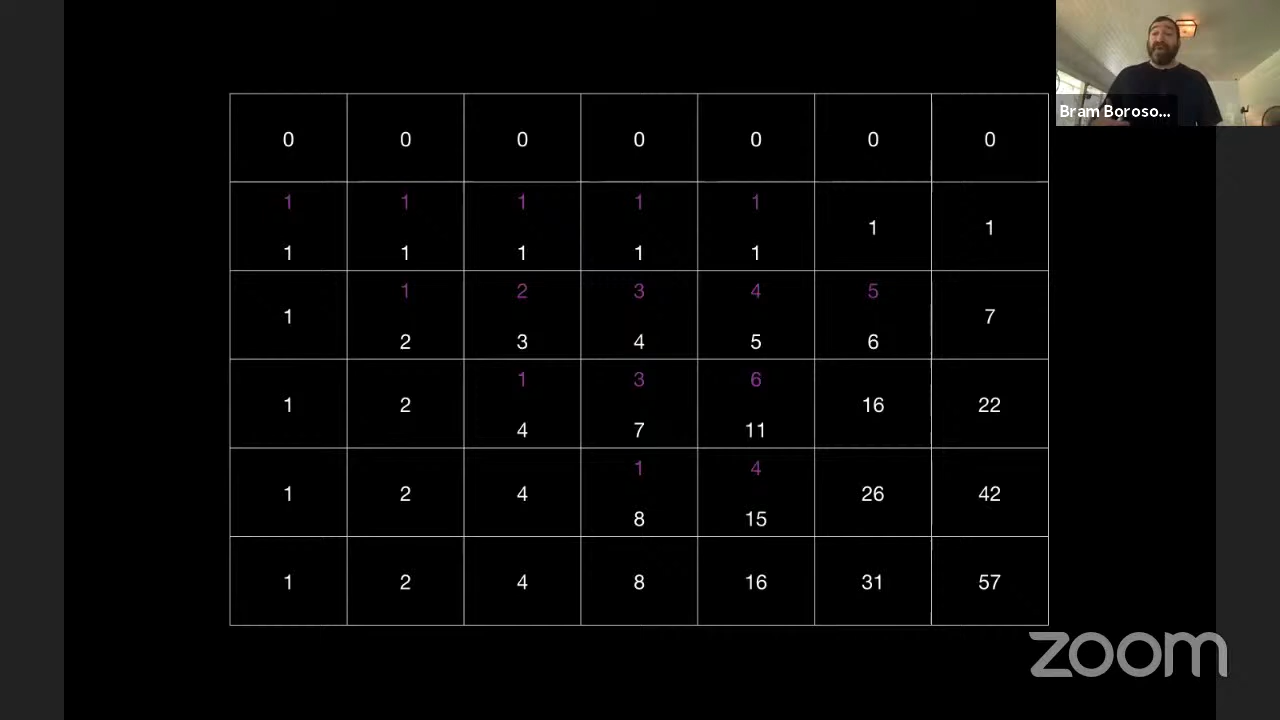 0 0 0 0 0 0 0
1 1 1 1 1
1 1 1 1 1 1 1
1 2 3 4 5
1 2 3 4 5 6 7
1 3 6
1 2 4 7 11 16 22
1 4
1 2 4 8 15 26 42
1 2 4 8 16 31 57
Bram Boroso...
zoom